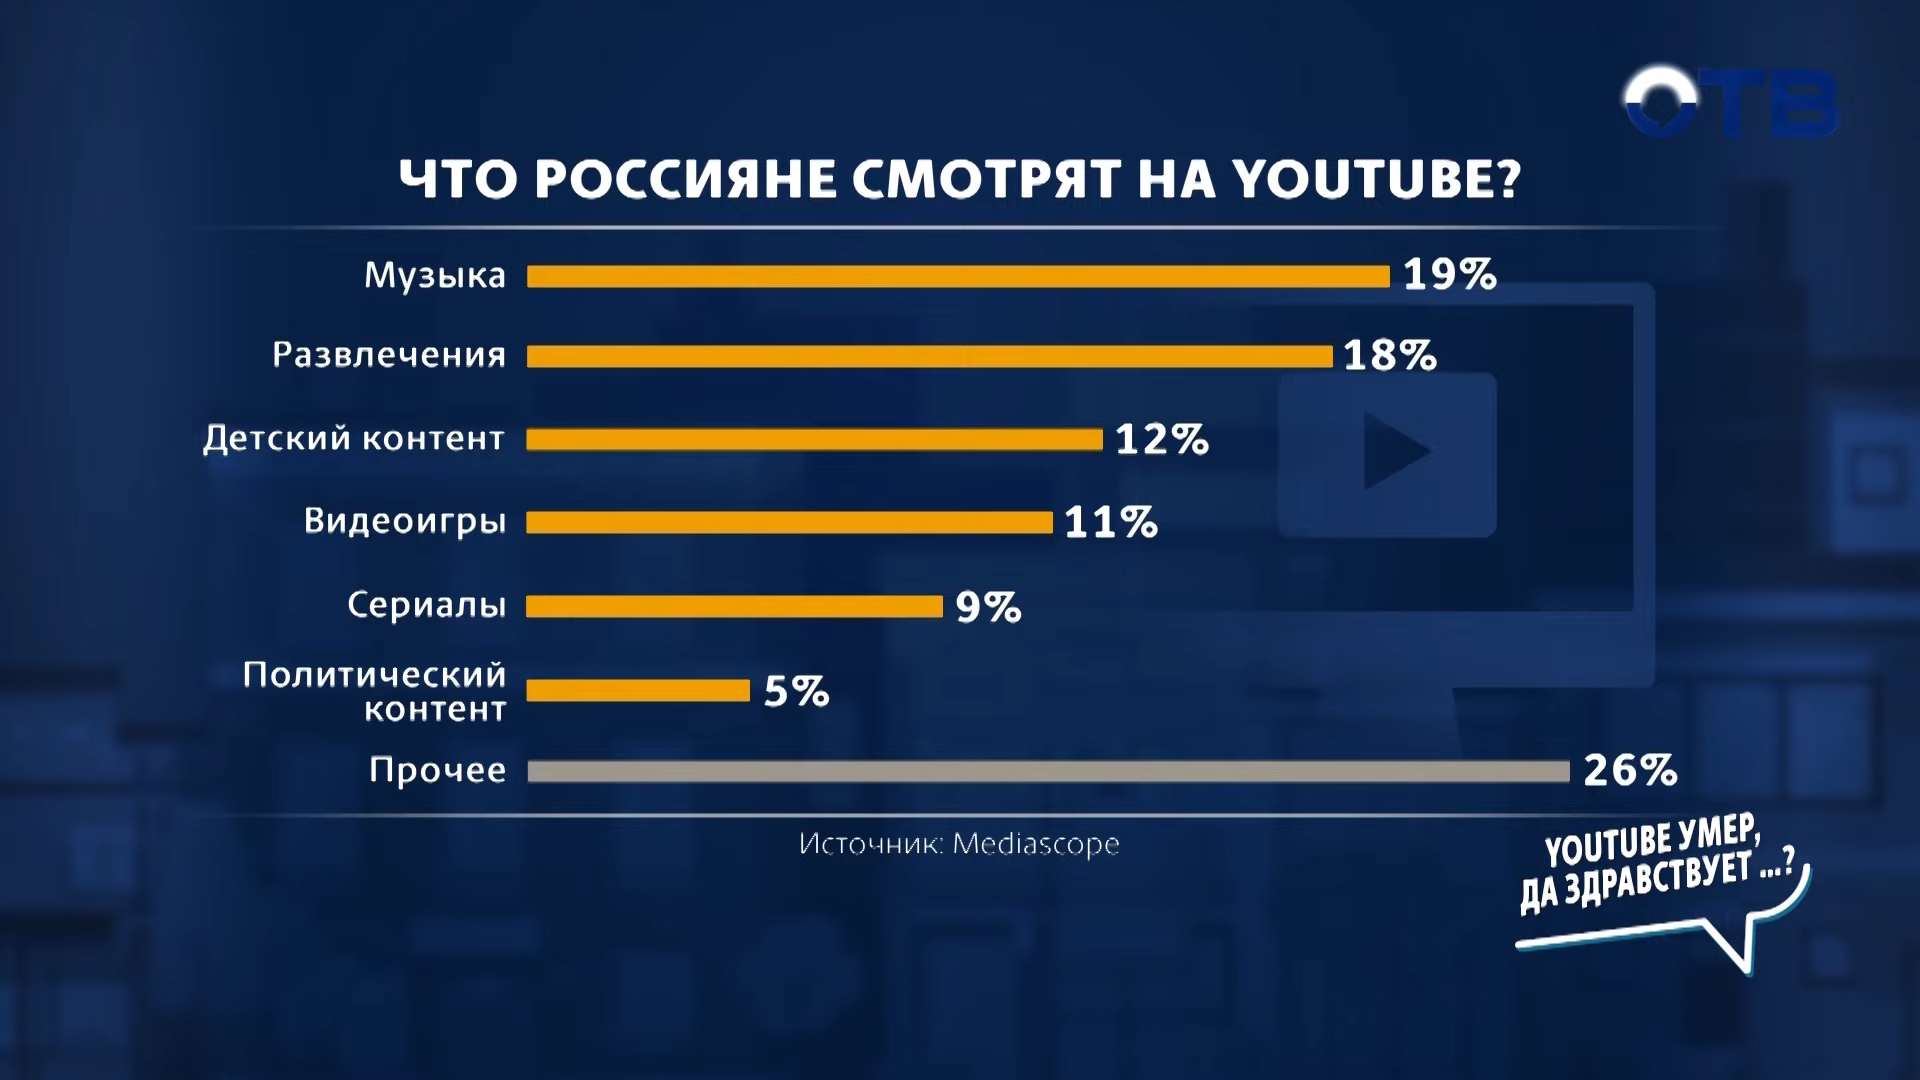 ОТВ
ЧТО РОССИЯНЕ СМОТРЯТ НА YOUTUBE?
Музыка 19%
Развлечения 18%
Детский контент 12%
Видеоигры 11%
Сериалы 9%
Политический
контент 5%
Прочее 26%
Источник: Mediascope
YOUTUBE УМЕР,
ДА ЗДРАВСТВУЕТ ...?